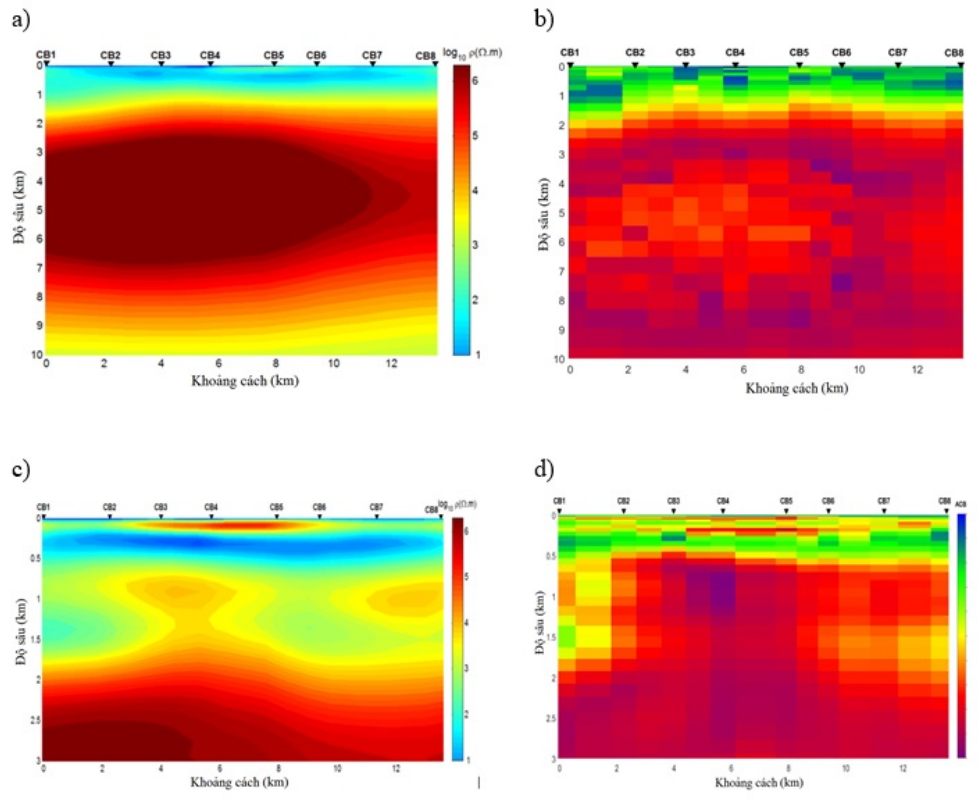 a)
b)
CB1 CB2 CB3 CB4 CB5 CB6 CB7 CB8 log10 ρ(Ω.m)
CB1 CB2 CB3 CB4 CB5 CB6 CB7 CB8
0
1
2
3
4
5
6
7
8
9
10
Độ sâu (km)
0 2 4 6 8 10 12
Khoảng cách (km)
6
5
4
3
2
1
0
1
2
3
4
5
6
7
8
9
10
Độ sâu (km)
0 2 4 6 8 10 12
Khoảng cách (km)
c)
d)
CB1 CB2 CB3 CB4 CB5 CB6 CB7 CB8 log10 ρ(Ω.m)
CB1 CB2 CB3 CB4 CB5 CB6 CB7 CB8 ACB
0
0.5
1
1.5
2
2.5
3
Độ sâu (km)
0 2 4 6 8 10 12
Khoảng cách (km)
6
5
4
3
2
1
0
0.5
1
1.5
2
2.5
3
Độ sâu (km)
0 2 4 6 8 10 12
Khoảng cách (km)